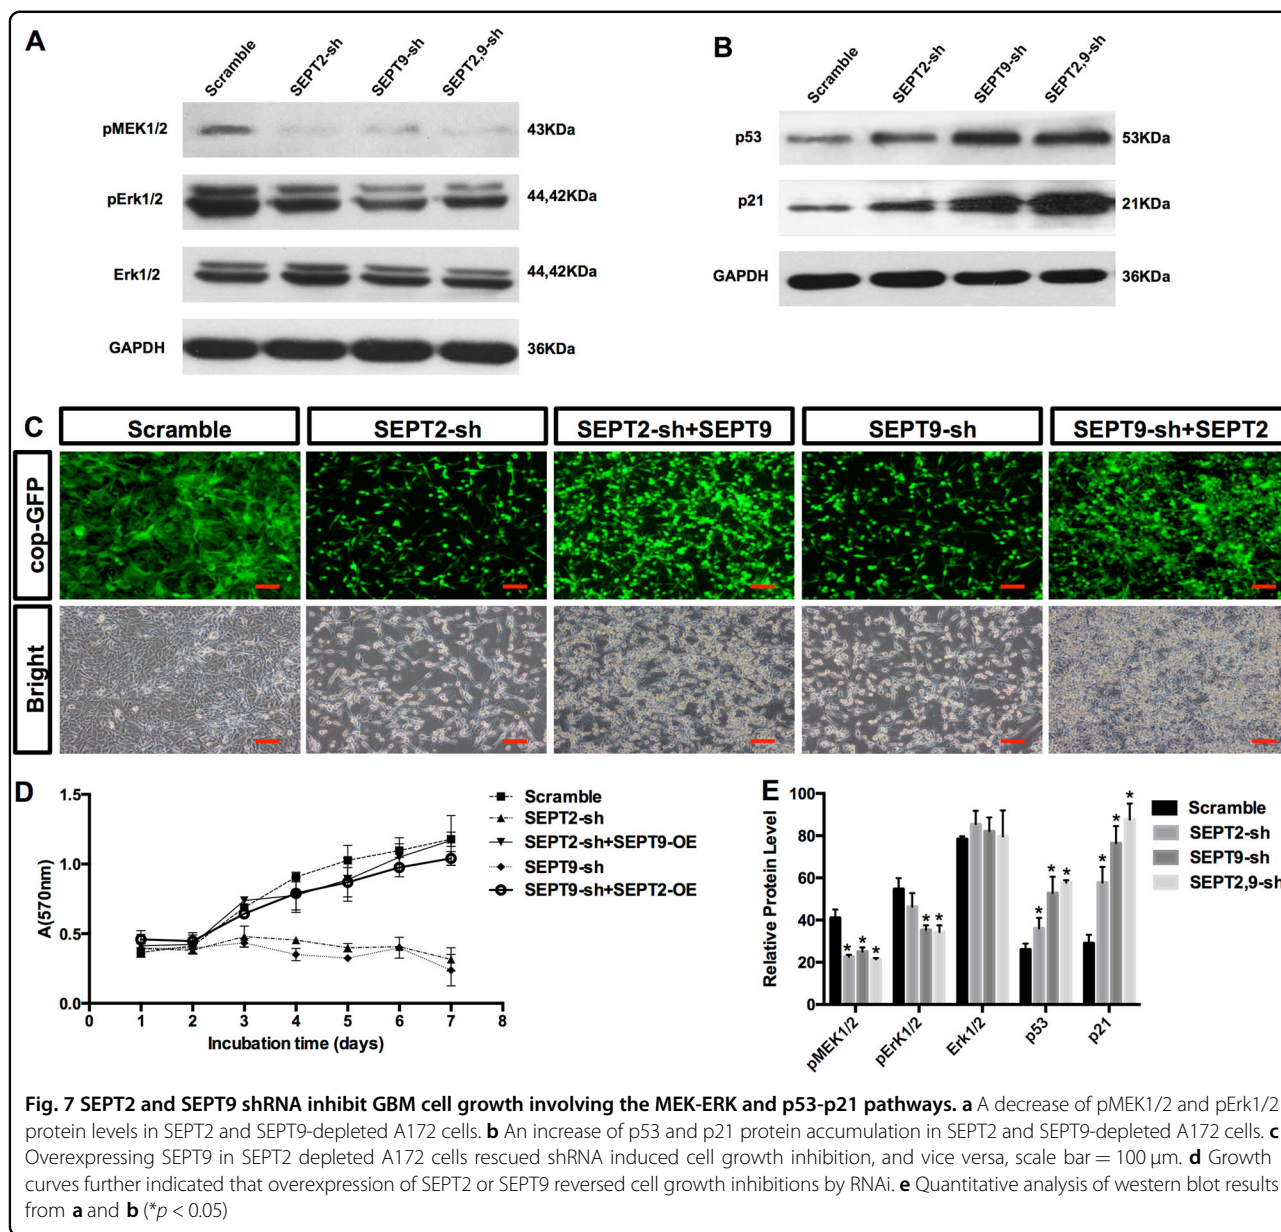 A
Scramble
SEPT2-sh
SEPT9-sh
SEPT2,9-sh
pMEK1/2
43KDa
pErk1/2
44,42KDa
Erk1/2
44,42KDa
GAPDH
36KDa
B
Scramble
SEPT2-sh
SEPT9-sh
SEPT2,9-sh
p53
53KDa
p21
21KDa
GAPDH
36KDa
C
Scramble
SEPT2-sh
SEPT2-sh+SEPT9
SEPT9-sh
SEPT9-sh+SEPT2
cop-GFP
Bright
D
A(570nm)
1.5
1.0
0.5
0.0
0 1 2 3 4 5 6 7 8
Incubation time (days)
Scramble
SEPT2-sh
SEPT2-sh+SEPT9-OE
SEPT9-sh
SEPT9-sh+SEPT2-OE
E
Relative Protein Level
100
80
60
40
20
0
* * *
* *
* * *
* * *
pMEK1/2
pErK1/2
Erk1/2
p53
p21
Scramble
SEPT2-sh
SEPT9-sh
SEPT2,9-sh
Fig. 7 SEPT2 and SEPT9 shRNA inhibit GBM cell growth involving the MEK-ERK and p53-p21 pathways. a A decrease of pMEK1/2 and pErk1/2
protein levels in SEPT2 and SEPT9-depleted A172 cells. b An increase of p53 and p21 protein accumulation in SEPT2 and SEPT9-depleted A172 cells. c
Overexpressing SEPT9 in SEPT2 depleted A172 cells rescued shRNA induced cell growth inhibition, and vice versa, scale bar = 100 μm. d Growth
curves further indicated that overexpression of SEPT2 or SEPT9 reversed cell growth inhibitions by RNAi. e Quantitative analysis of western blot results
from a and b (*p < 0.05)